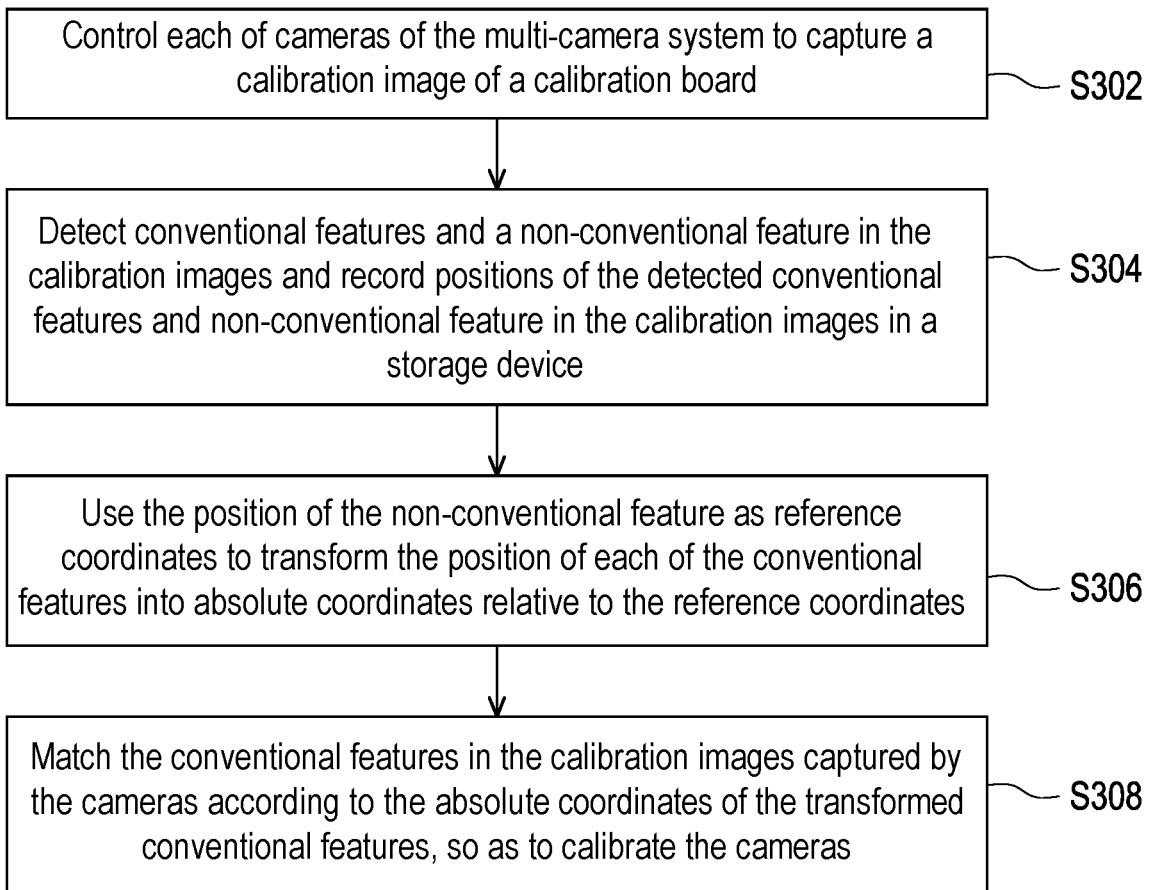 Control each of cameras of the multi-camera system to capture a
calibration image of a calibration board
S302
Detect conventional features and a non-conventional feature in the
calibration images and record positions of the detected conventional
features and non-conventional feature in the calibration images in a
storage device
S304
Use the position of the non-conventional feature as reference
coordinates to transform the position of each of the conventional
features into absolute coordinates relative to the reference coordinates
S306
Match the conventional features in the calibration images captured by
the cameras according to the absolute coordinates of the transformed
conventional features, so as to calibrate the cameras
S308